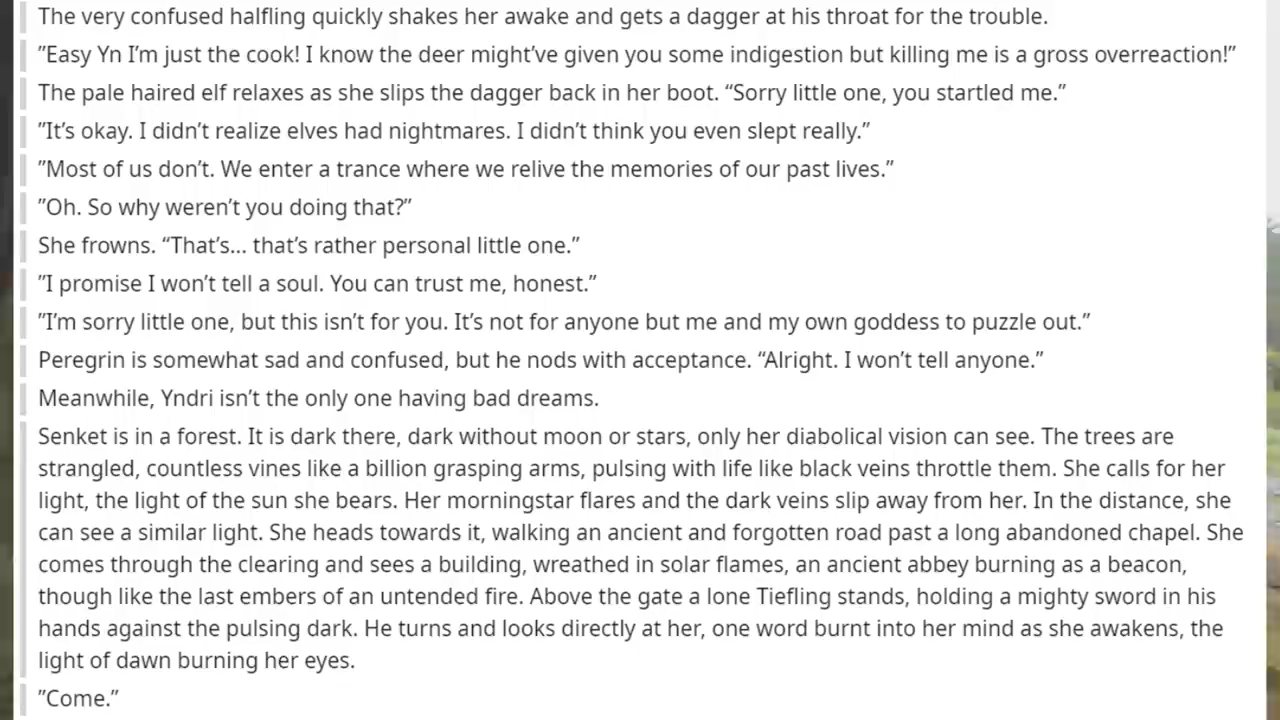 The very confused halfling quickly shakes her awake and gets a dagger at his throat for the trouble.
”Easy Yn I’m just the cook! I know the deer might’ve given you some indigestion but killing me is a gross overreaction!”
The pale haired elf relaxes as she slips the dagger back in her boot. “Sorry little one, you startled me.”
”It’s okay. I didn’t realize elves had nightmares. I didn’t think you even slept really.”
”Most of us don’t. We enter a trance where we relive the memories of our past lives.”
”Oh. So why weren’t you doing that?”
She frowns. “That’s... that’s rather personal little one.”
”I promise I won’t tell a soul. You can trust me, honest.”
”I’m sorry little one, but this isn’t for you. It’s not for anyone but me and my own goddess to puzzle out.”
Peregrin is somewhat sad and confused, but he nods with acceptance. “Alright. I won’t tell anyone.”
Meanwhile, Yndri isn’t the only one having bad dreams.
Senket is in a forest. It is dark there, dark without moon or stars, only her diabolical vision can see. The trees are
strangled, countless vines like a billion grasping arms, pulsing with life like black veins throttle them. She calls for her
light, the light of the sun she bears. Her morningstar flares and the dark veins slip away from her. In the distance, she
can see a similar light. She heads towards it, walking an ancient and forgotten road past a long abandoned chapel. She
comes through the clearing and sees a building, wreathed in solar flames, an ancient abbey burning as a beacon,
though like the last embers of an untended fire. Above the gate a lone Tiefling stands, holding a mighty sword in his
hands against the pulsing dark. He turns and looks directly at her, one word burnt into her mind as she awakens, the
light of dawn burning her eyes.
”Come.”